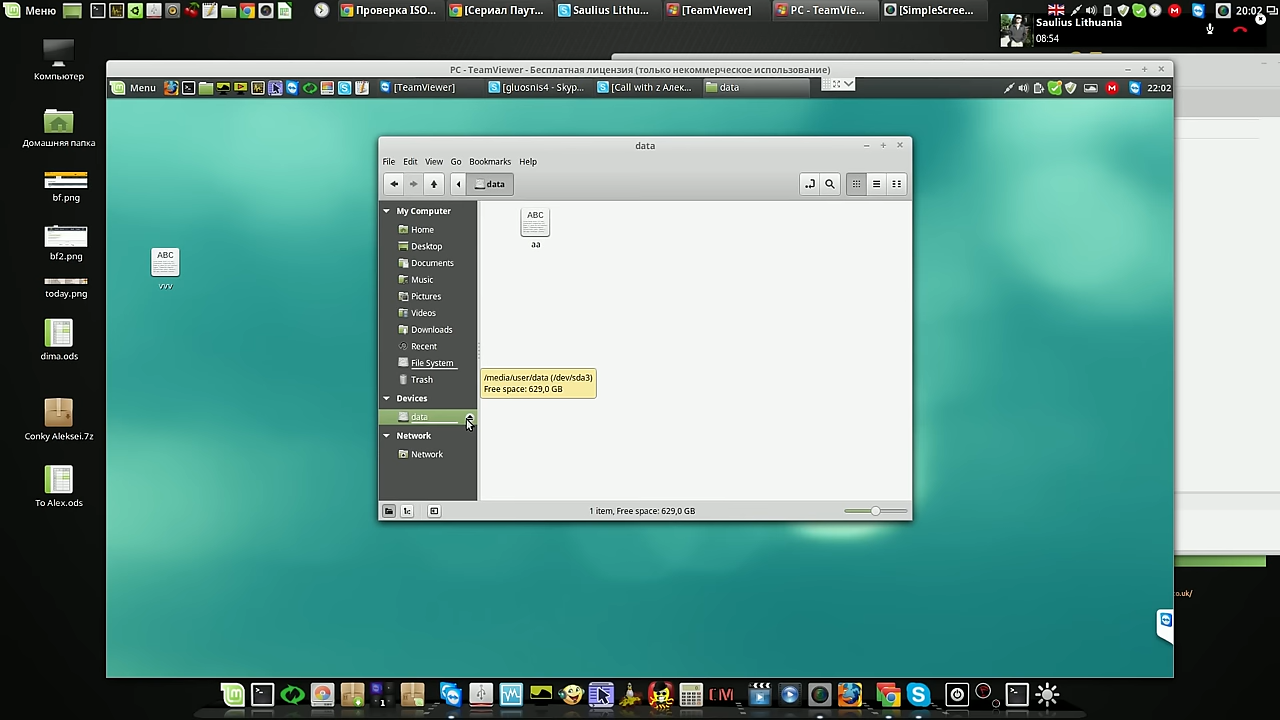 Меню
Проверка ISO...
[Сериал Паут...
Saulius Lithu...
[TeamViewer]
PC - TeamVie...
[SimpleScree...
20:02
Saulius Lithuania
08:54
Компьютер
Домашняя папка
bf.png
bf2.png
today.png
dima.ods
Conky Aleksei.7z
To Alex.ods
PC - TeamViewer - Бесплатная лицензия (только некоммерческое использование)
Menu
[TeamViewer]
[gluosnis4 - Skyp...
[Call with z Алек...
data
22:02
ABC
vvv
data
File Edit View Go Bookmarks Help
data
My Computer
Home
Desktop
Documents
Music
Pictures
Videos
Downloads
Recent
File System
Trash
Devices
data
Network
Network
ABC
aa
/media/user/data (/dev/sda3)
Free space: 629,0 GB
1 item, Free space: 629,0 GB
co.uk/